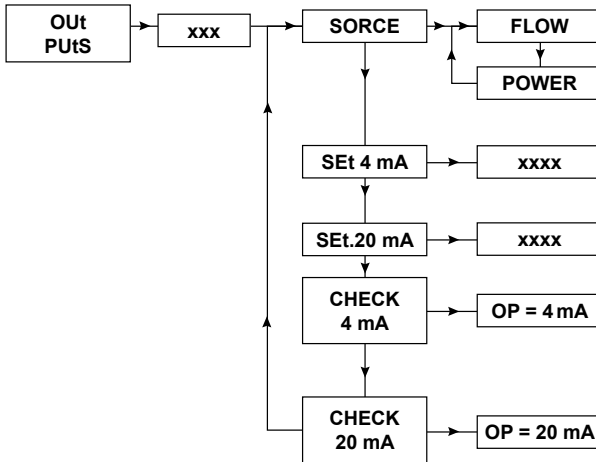 OUt
PUtS
xxx
SORCE
FLOW
POWER
SEt 4 mA
xxxx
SEt.20 mA
xxxx
CHECK
4 mA
OP = 4 mA
CHECK
20 mA
OP = 20 mA